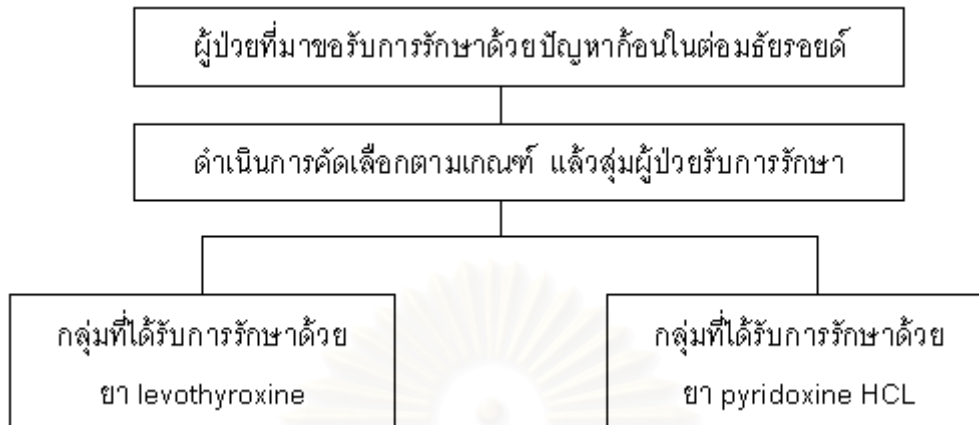 ผู้ป่วยที่มาขอรับการรักษาด้วยปัญหาก้อนในต่อมธัยรอยด์
ดำเนินการคัดเลือกตามเกณฑ์ แล้วสุ่มผู้ป่วยรับการรักษา
กลุ่มที่ได้รับการรักษาด้วย
ยา levothyroxine
กลุ่มที่ได้รับการรักษาด้วย
ยา pyridoxine HCL